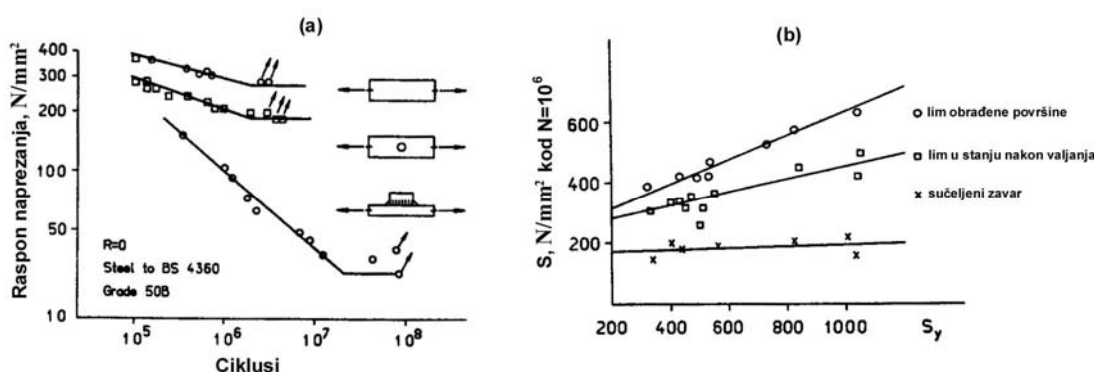 (a)
Raspon naprezanja, N/mm²
400
300
200
100
50
10
R=0
Steel to BS 4360
Grade 50B
10⁵ 10⁶ 10⁷ 10⁸
Ciklusi
(b)
S, N/mm² kod N=10⁶
600
400
200
200 400 600 800 1000 Sy
lim obrađene površine
lim u stanju nakon valjanja
sučeljeni zavar